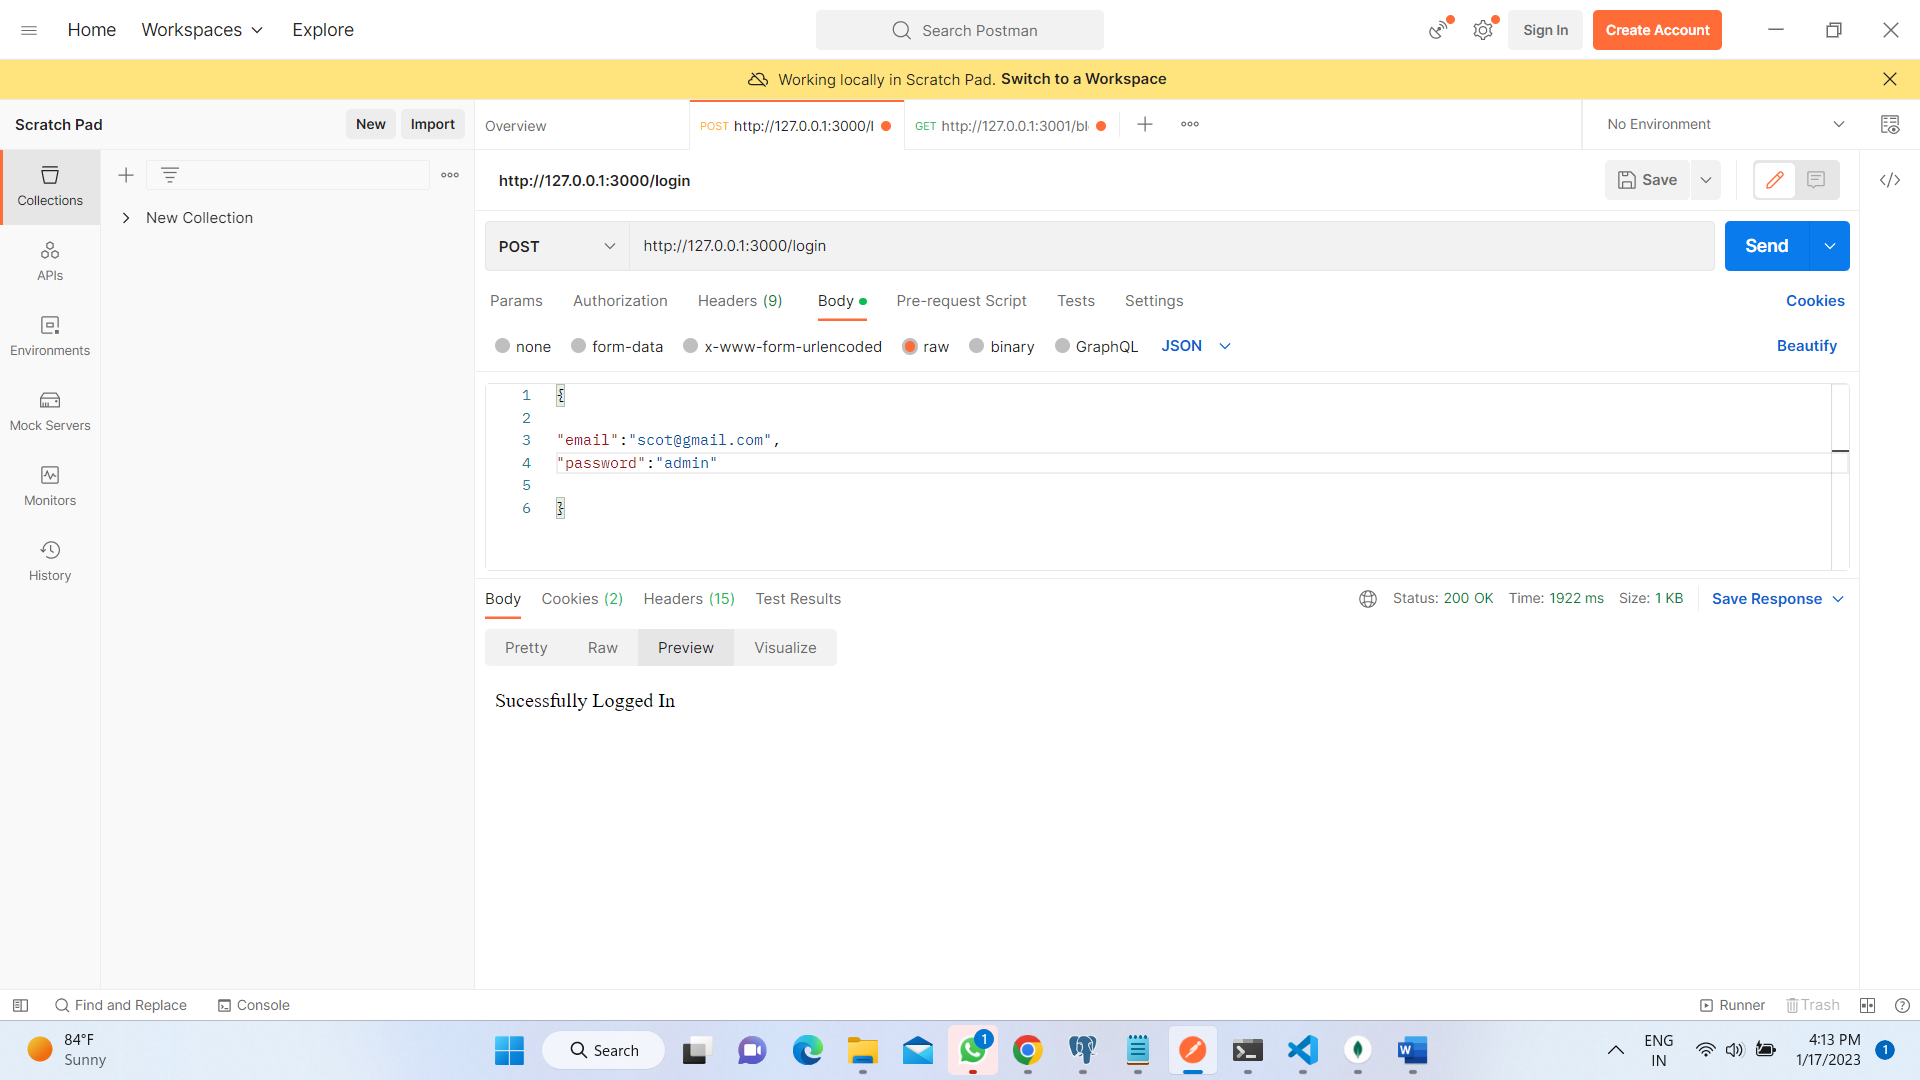 Home Workspaces Explore
Search Postman
Sign In Create Account
Working locally in Scratch Pad. Switch to a Workspace
Scratch Pad New Import
Overview POST http://127.0.0.1:3000/l GET http://127.0.0.1:3001/bl
No Environment
Collections
New Collection
APIs
Environments
Mock Servers
Monitors
History
http://127.0.0.1:3000/login
Save
POST http://127.0.0.1:3000/login
Send
Params Authorization Headers (9) Body Pre-request Script Tests Settings Cookies
none form-data x-www-form-urlencoded raw binary GraphQL JSON Beautify
1 {
2
3 "email":"scot@gmail.com",
4 "password":"admin"
5
6 }
Body Cookies (2) Headers (15) Test Results
Status: 200 OK Time: 1922 ms Size: 1 KB Save Response
Pretty Raw Preview Visualize
Sucessfully Logged In
Find and Replace Console
Runner Trash
84°F
Sunny
Search
1
ENG
IN
4:13 PM
1/17/2023
1